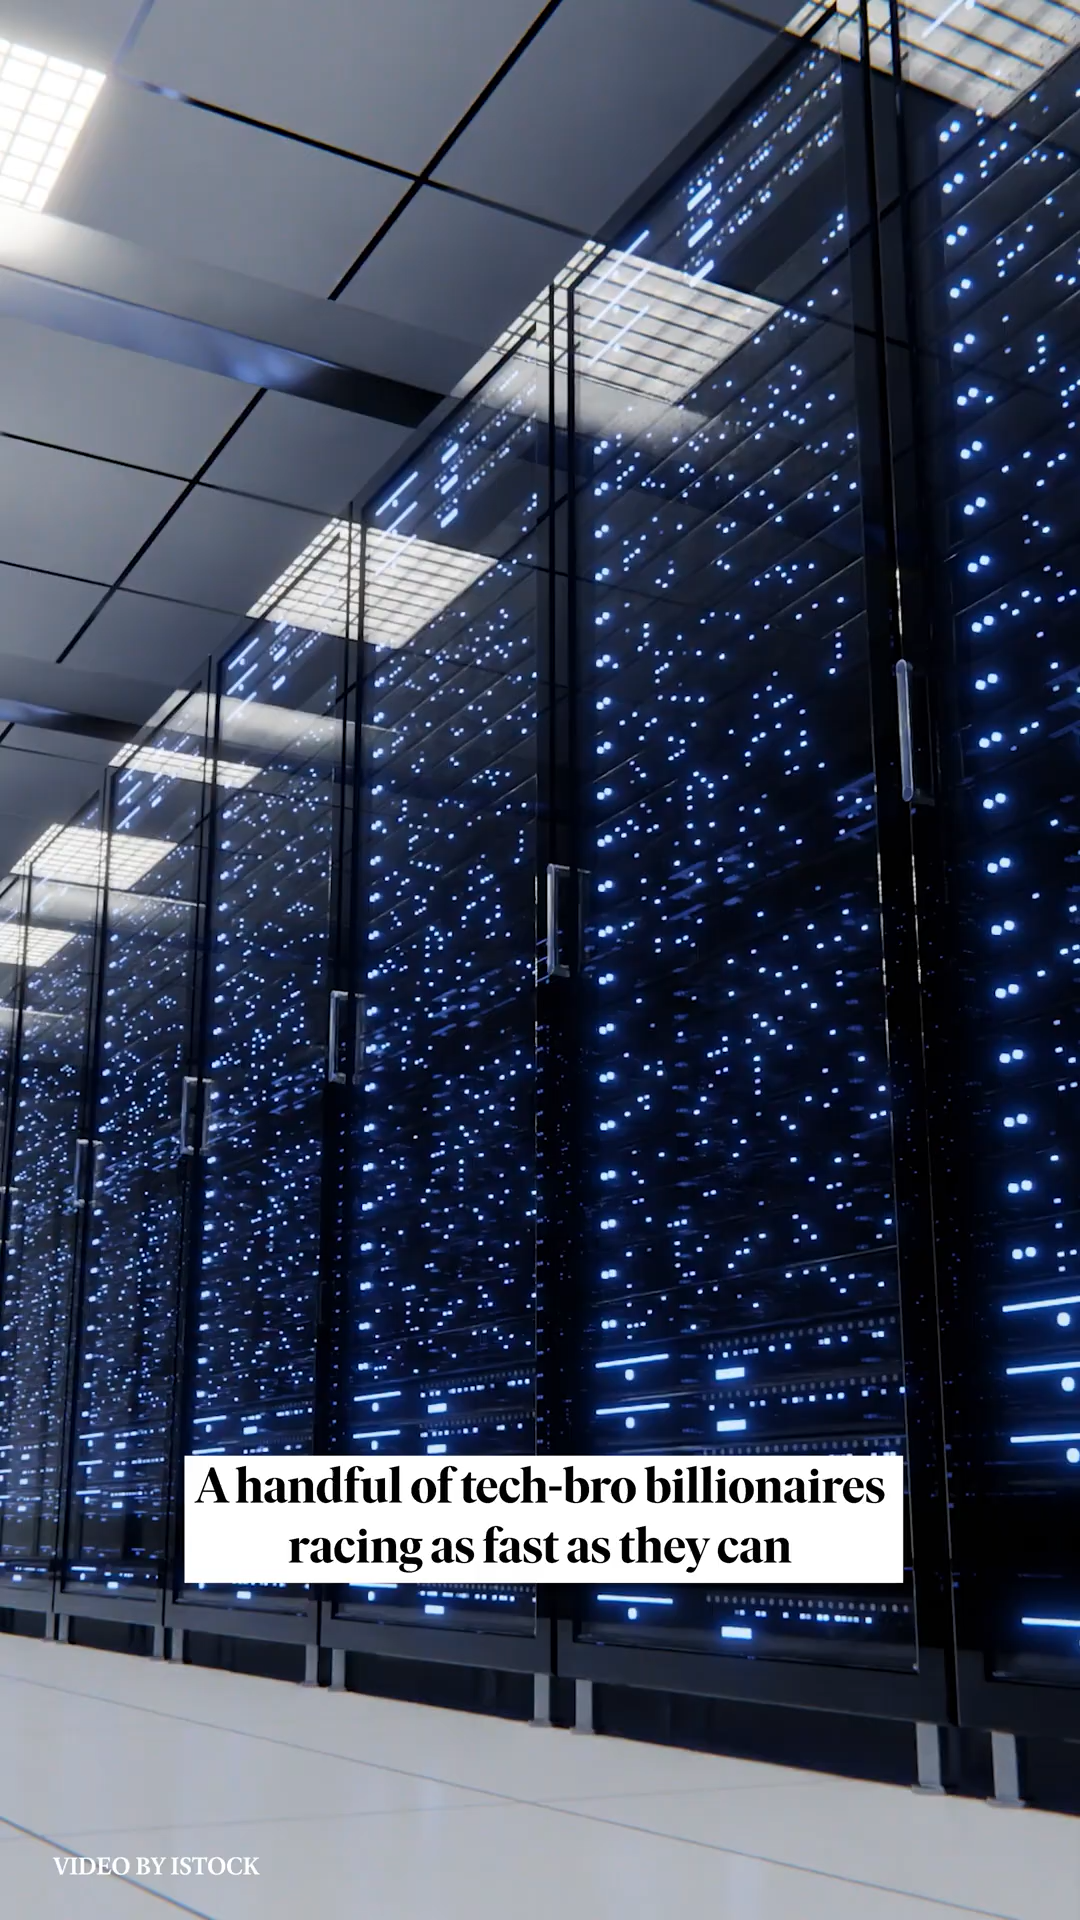 A handful of tech-bro billionaires
racing as fast as they can
VIDEO BY ISTOCK